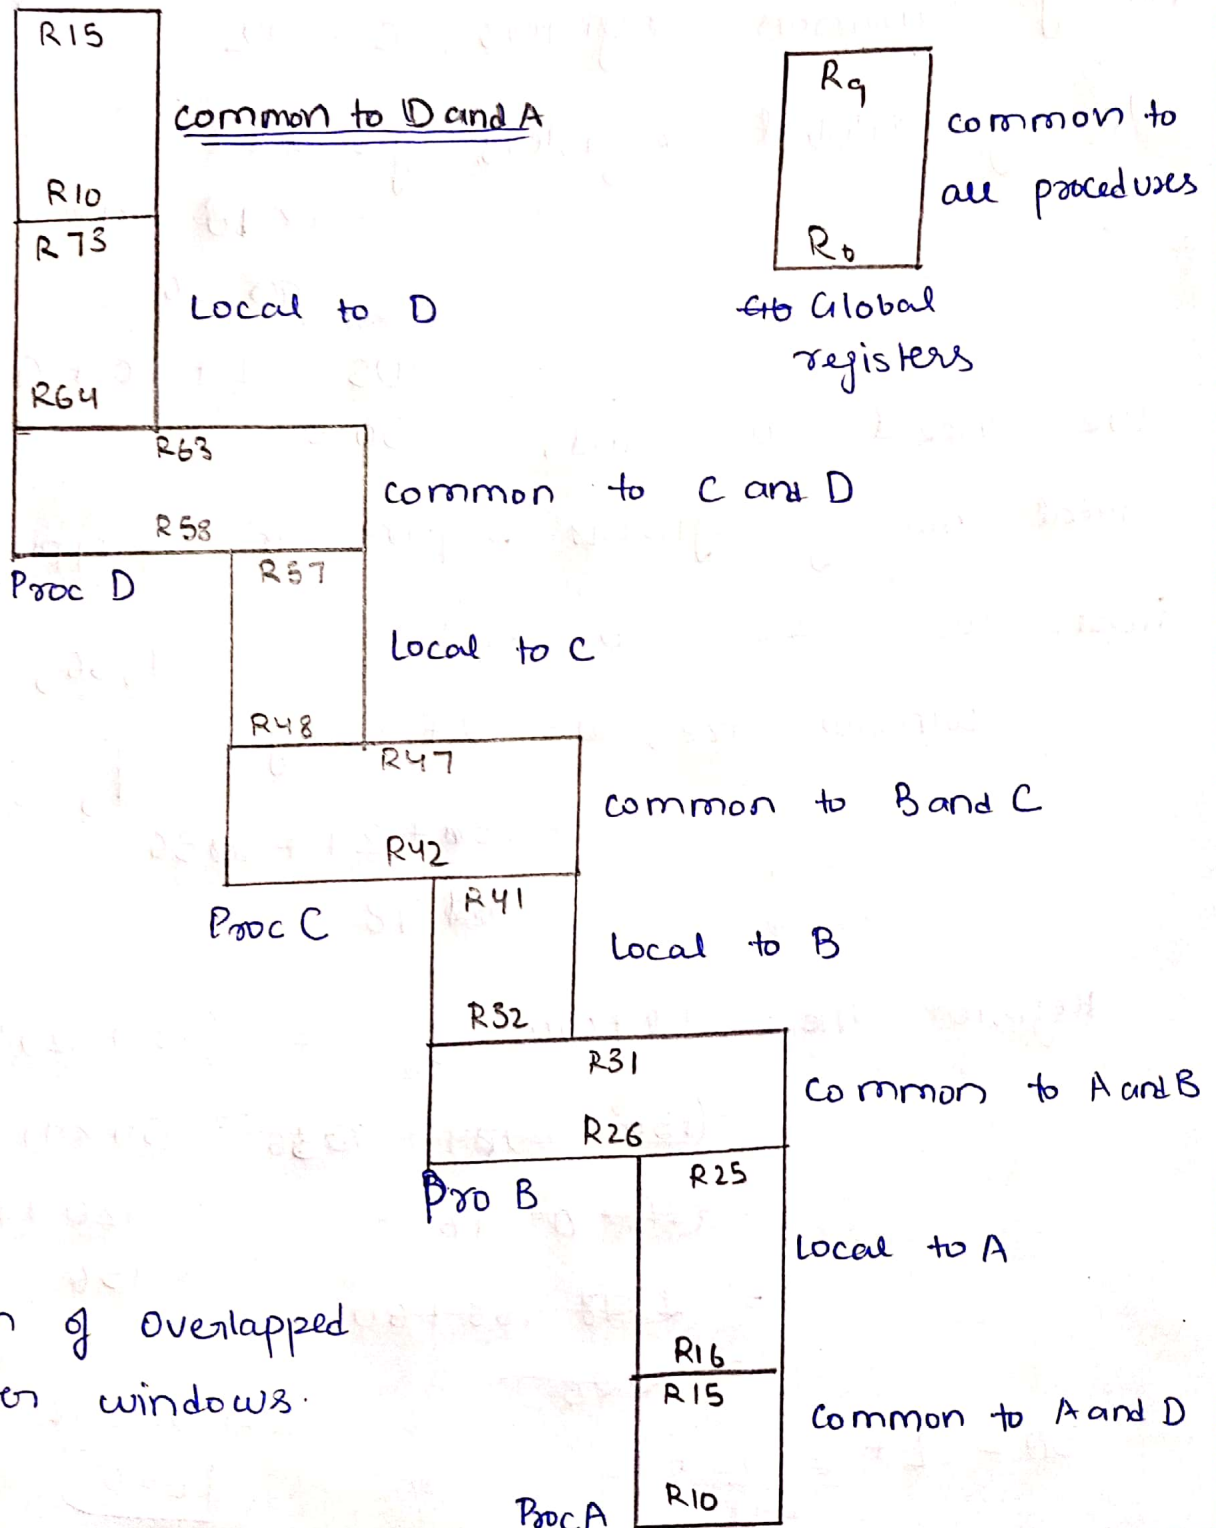 R15
common to D and A
R10
R73
Local to D
R64
R9
common to
all procedures
R0
Global
registers
R63
common to C and D
R58
Proc D
R57
Local to C
R48
R47
common to B and C
R42
Proc C
R41
Local to B
R32
R31
common to A and B
R26
Pro B
R25
Local to A
R16
R15
common to A and D
R10
Proc A
n of overlapped
er windows.